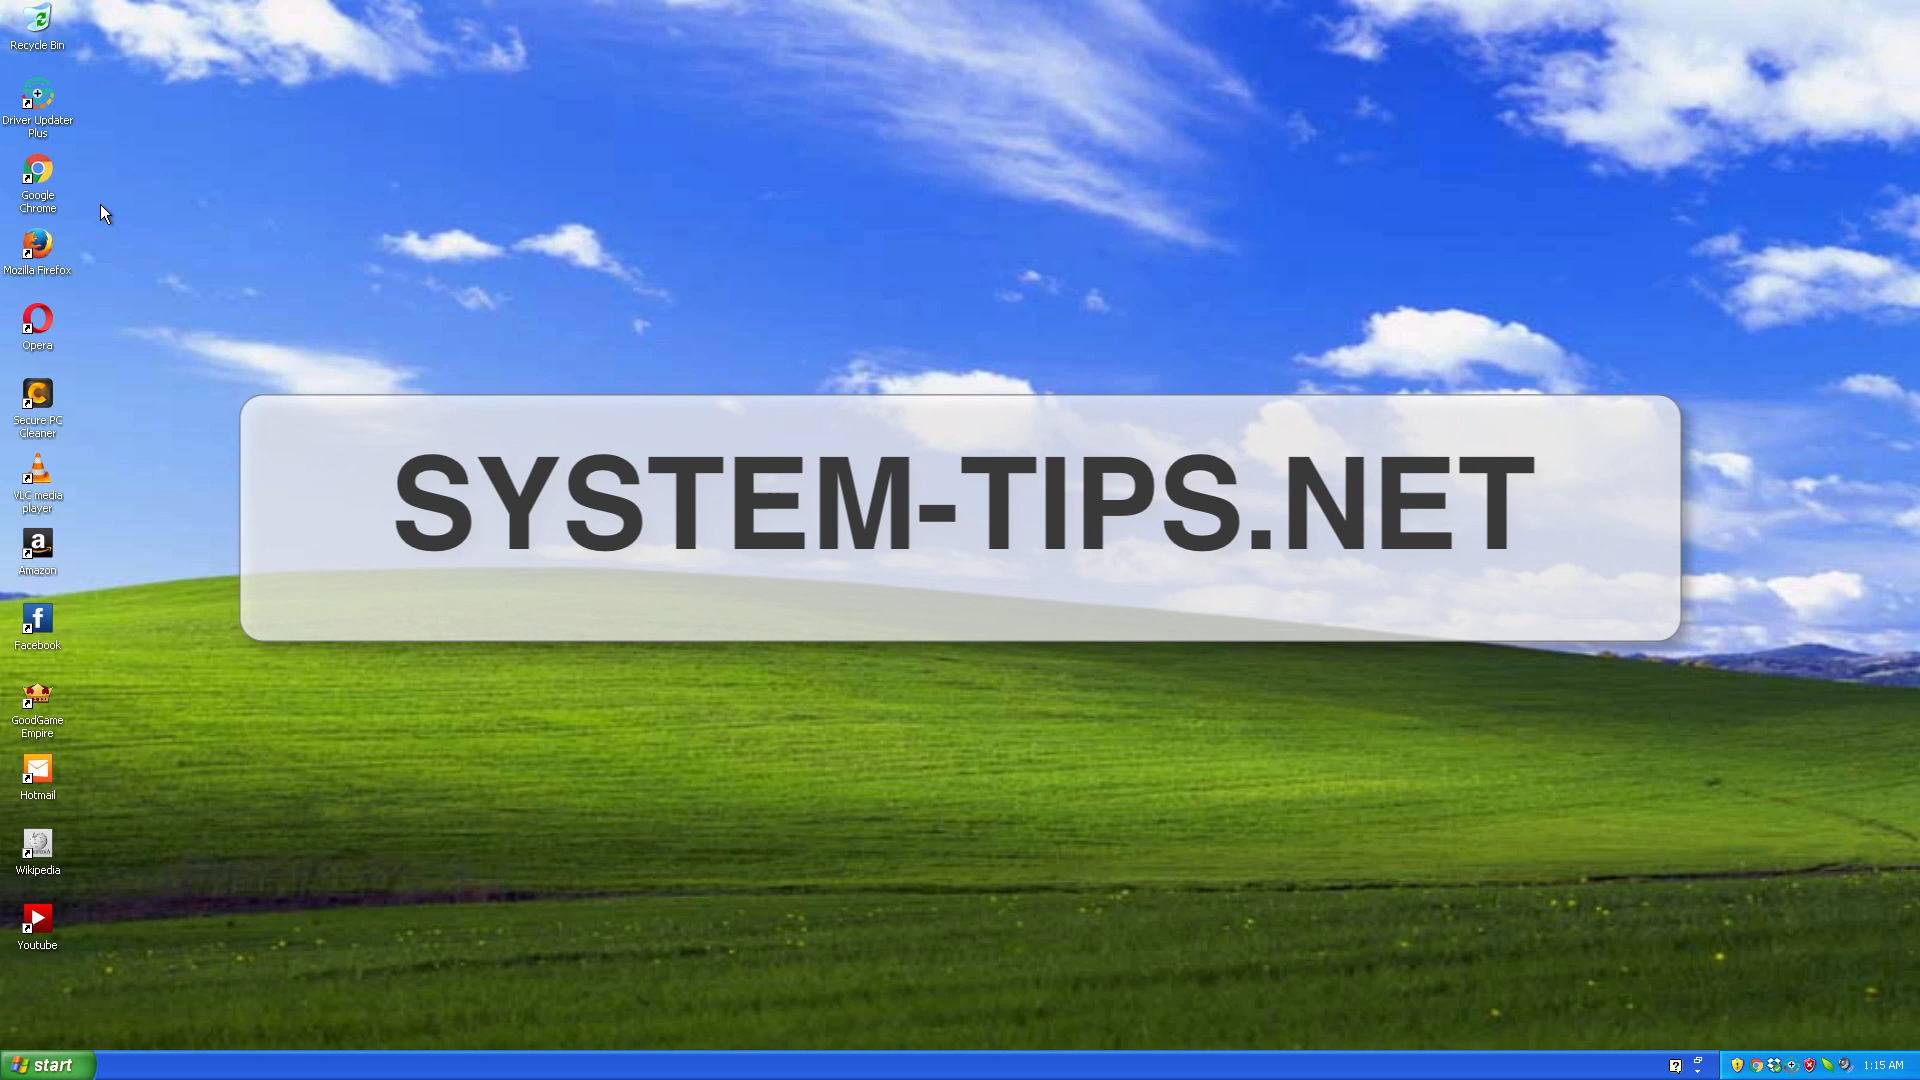 Recycle Bin
Driver Updater
Plus
Google
Chrome
Mozilla Firefox
Opera
Secure PC
Cleaner
VLC media
player
Amazon
Facebook
GoodGame
Empire
Hotmail
Wikipedia
Youtube
SYSTEM-TIPS.NET
start
1:15 AM